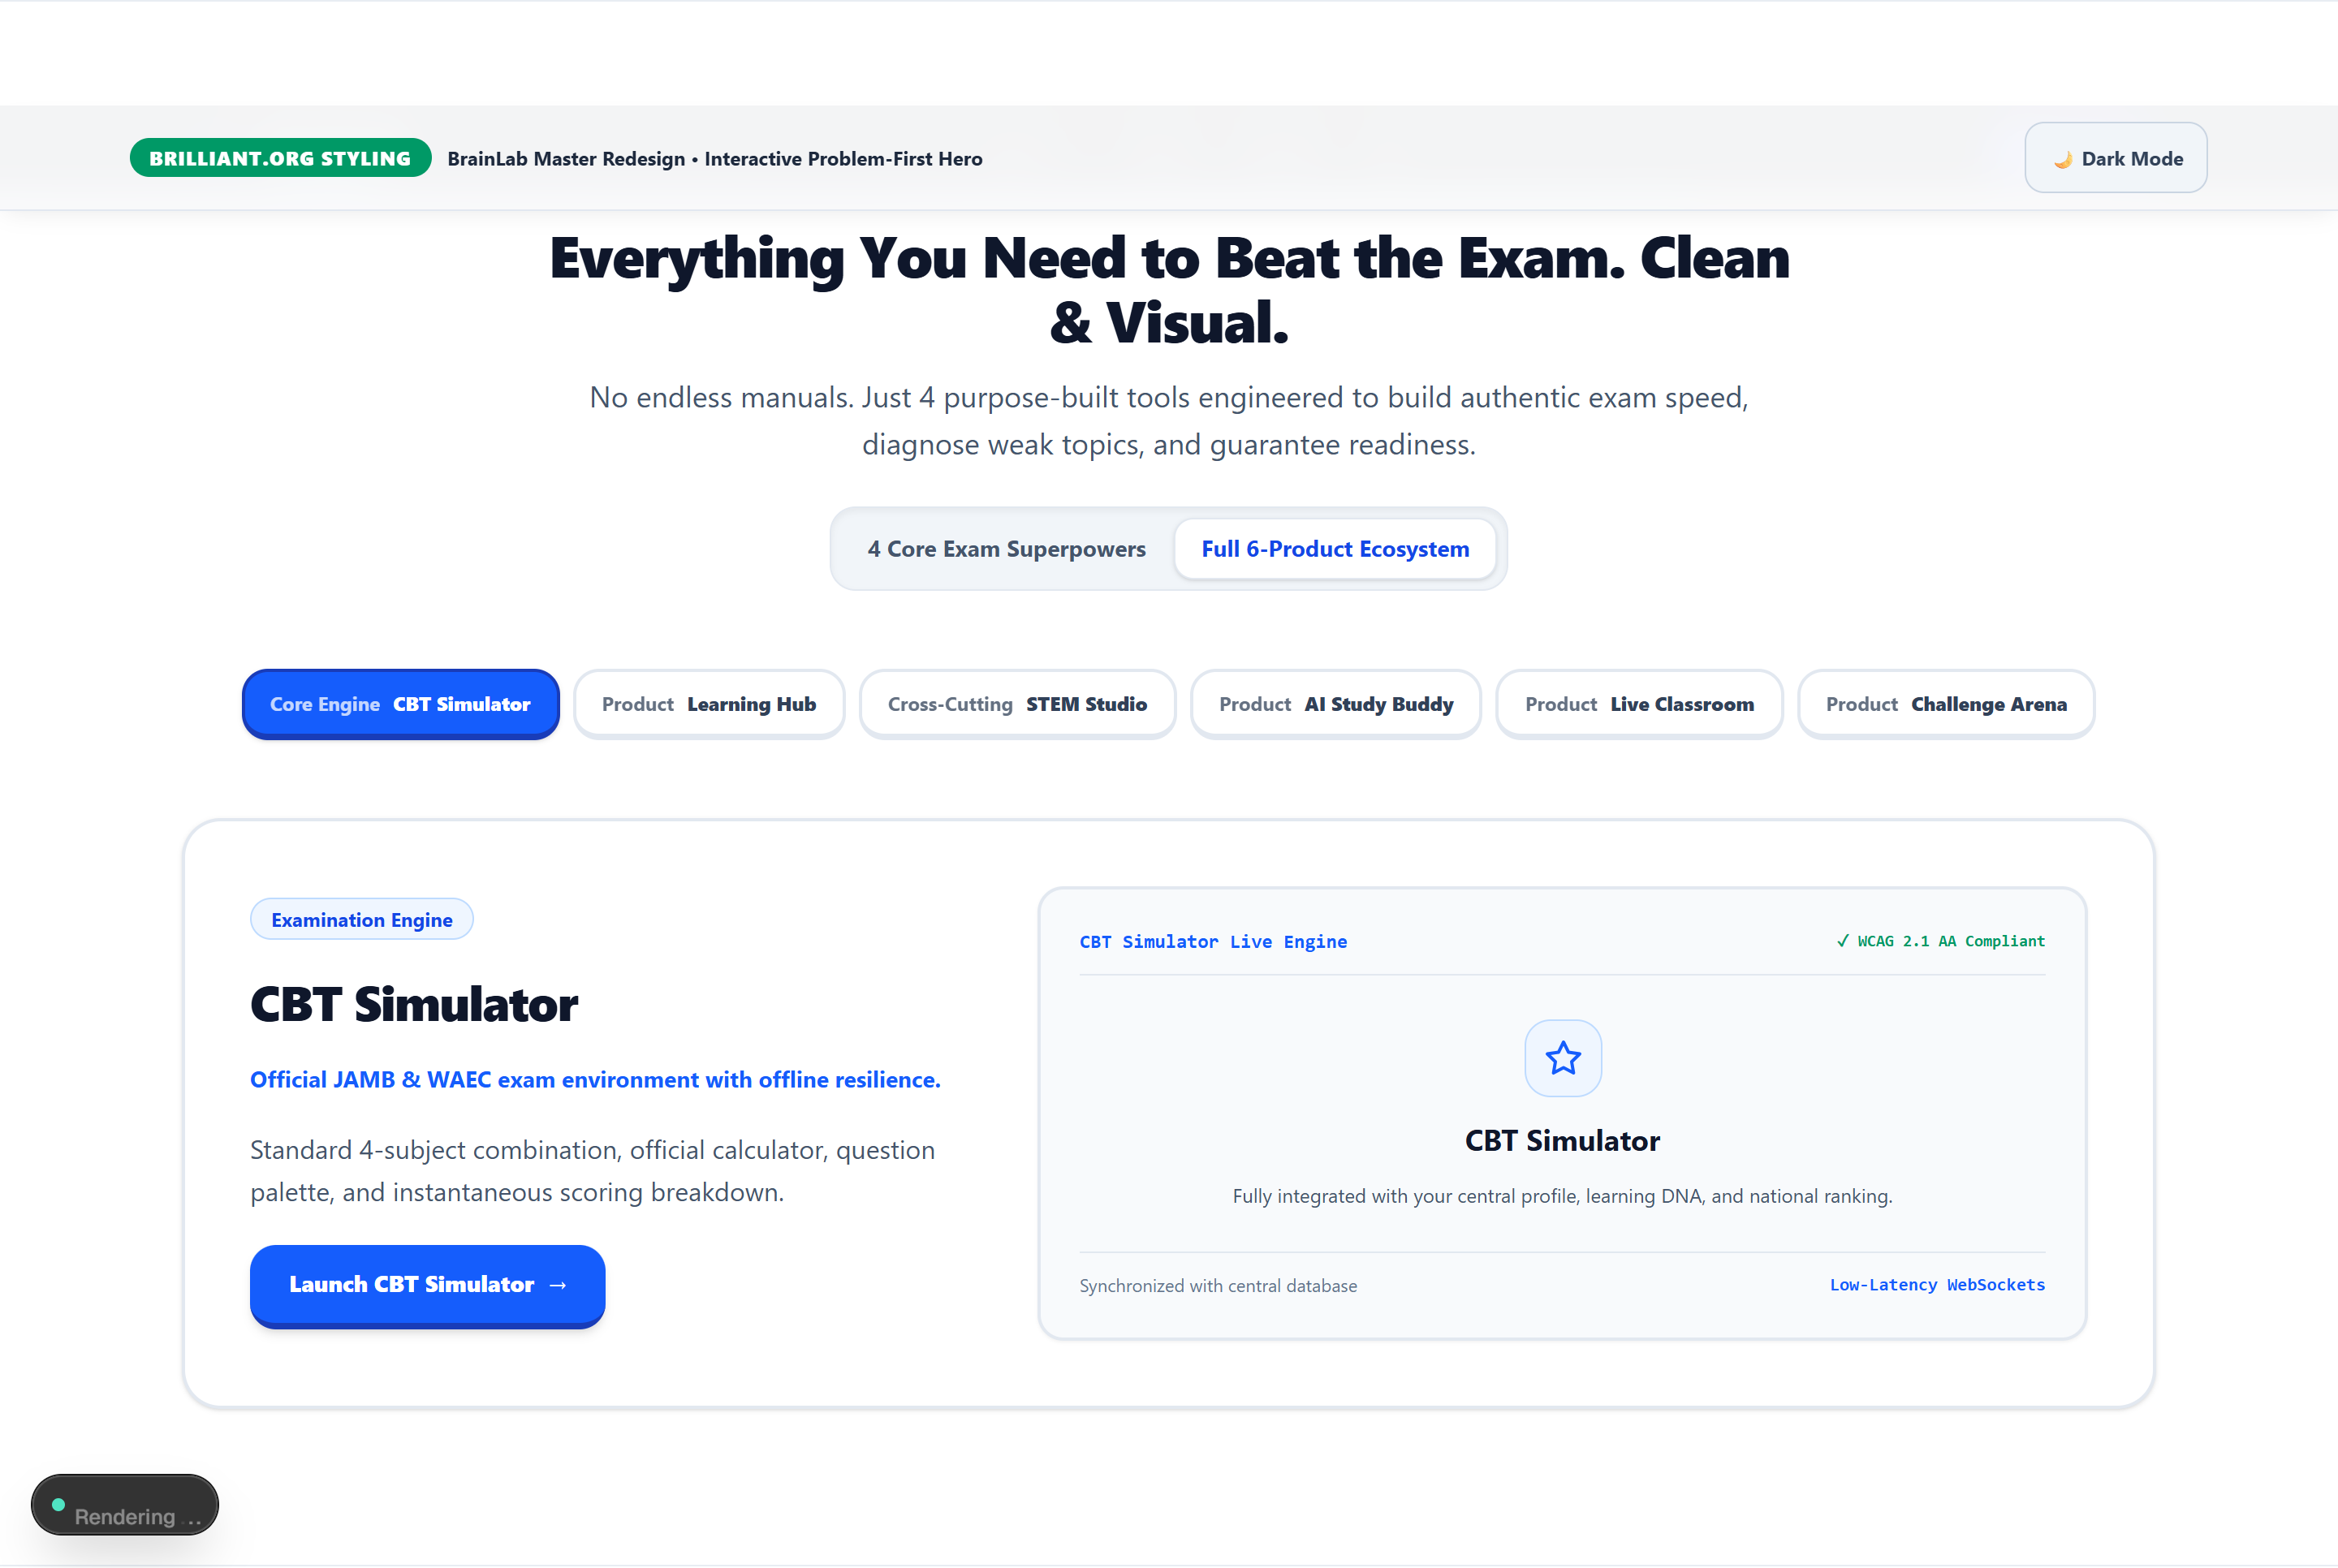 BRILLIANT.ORG STYLING BrainLab Master Redesign • Interactive Problem-First Hero
🌙 Dark Mode
Everything You Need to Beat the Exam. Clean
& Visual.
No endless manuals. Just 4 purpose-built tools engineered to build authentic exam speed,
diagnose weak topics, and guarantee readiness.
4 Core Exam Superpowers Full 6-Product Ecosystem
Core Engine CBT Simulator Product Learning Hub Cross-Cutting STEM Studio Product AI Study Buddy Product Live Classroom Product Challenge Arena
Examination Engine
CBT Simulator
Official JAMB & WAEC exam environment with offline resilience.
Standard 4-subject combination, official calculator, question
palette, and instantaneous scoring breakdown.
Launch CBT Simulator →
CBT Simulator Live Engine ✓ WCAG 2.1 AA Compliant
CBT Simulator
Fully integrated with your central profile, learning DNA, and national ranking.
Synchronized with central database Low-Latency WebSockets
Rendering ...